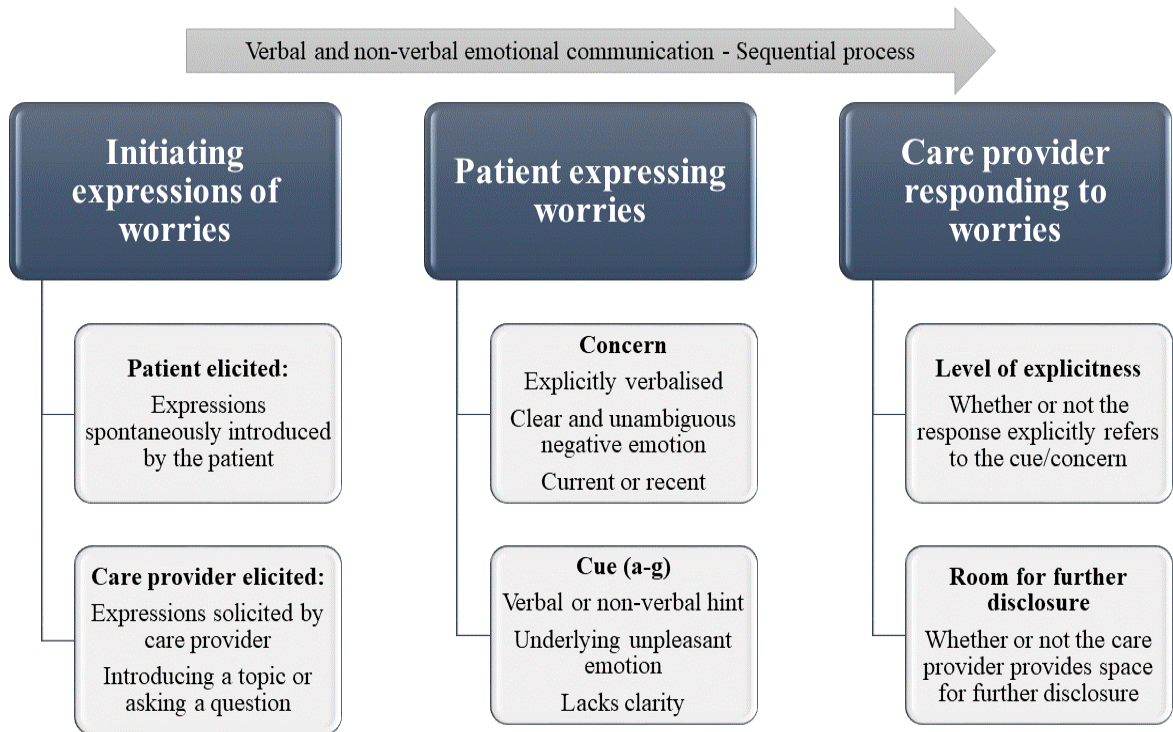 Verbal and non-verbal emotional communication - Sequential process
Initiating
expressions of
worries
Patient elicited:
Expressions
spontaneously introduced
by the patient
Care provider elicited:
Expressions solicited by
care provider
Introducing a topic or
asking a question
Patient expressing
worries
Concern
Explicitly verbalised
Clear and unambiguous
negative emotion
Current or recent
Cue (a-g)
Verbal or non-verbal hint
Underlying unpleasant
emotion
Lacks clarity
Care provider
responding to
worries
Level of explicitness
Whether or not the
response explicitly refers
to the cue/concern
Room for further
disclosure
Whether or not the care
provider provides space
for further disclosure